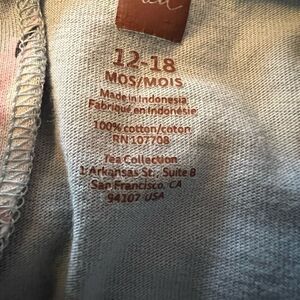 12-18
MOS/MOIS
Made in Indonesia
Fabriqué en Indonésie
100% cotton/coton
RN 107708
Tea Collection
1 Arkansas St., Suite B
San Francisco, CA
94107 USA